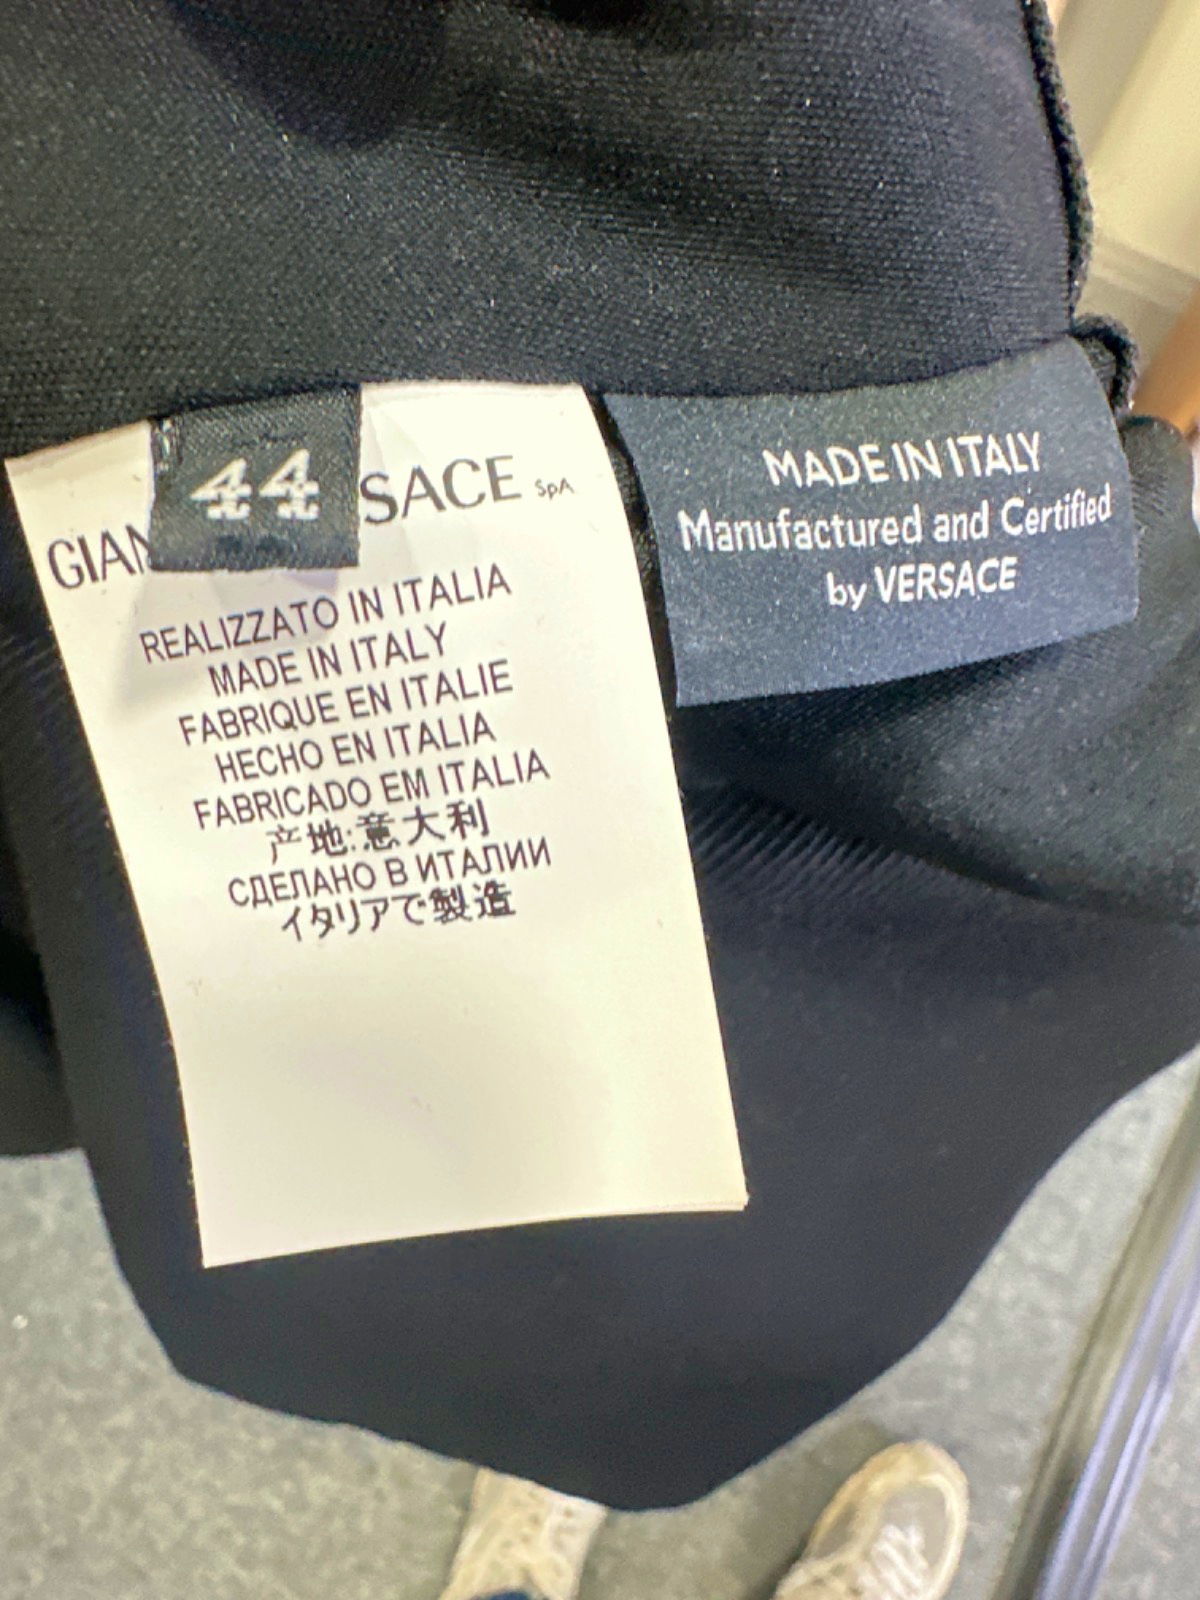 44
GIAN SACE SpA
REALIZZATO IN ITALIA
MADE IN ITALY
FABRIQUE EN ITALIE
HECHO EN ITALIA
FABRICADO EM ITALIA
产地:意大利
СДЕЛАНО В ИТАЛИИ
イタリアで製造
MADE IN ITALY
Manufactured and Certified
by VERSACE